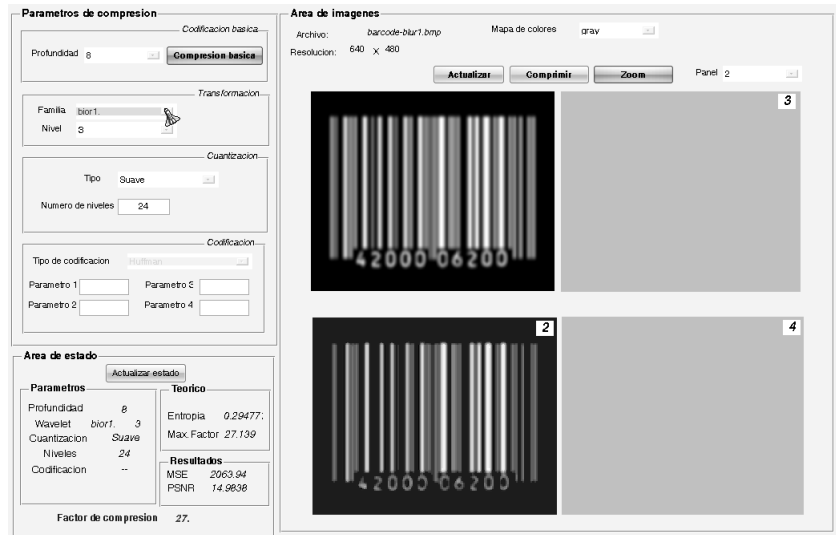 Parametros de compresion
Codificacion basica
Profundidad 8 Compresion basica
Transformacion
Familia bior1.
Nivel 3
Cuantizacion
Tipo Suave
Numero de niveles 24
Codificacion
Tipo de codificacion Huffman
Parametro 1 Parametro 3
Parametro 2 Parametro 4
Area de estado
Actualizar estado
Parametros
Profundidad 8
Wavelet bior1. 3
Cuantizacion Suave
Niveles 24
Codificacion --
Teorico
Entropia 0.29477:
Max. Factor 27.139
Resultados
MSE 2063.94
PSNR 14.9838
Factor de compresion 27.
Area de imagenes
Archivo: barcode-blur1.bmp Mapa de colores gray
Resolucion: 640 X 480
Actualizar Comprimir Zoom Panel 2
42000 06200
3
2
42000 06200
4